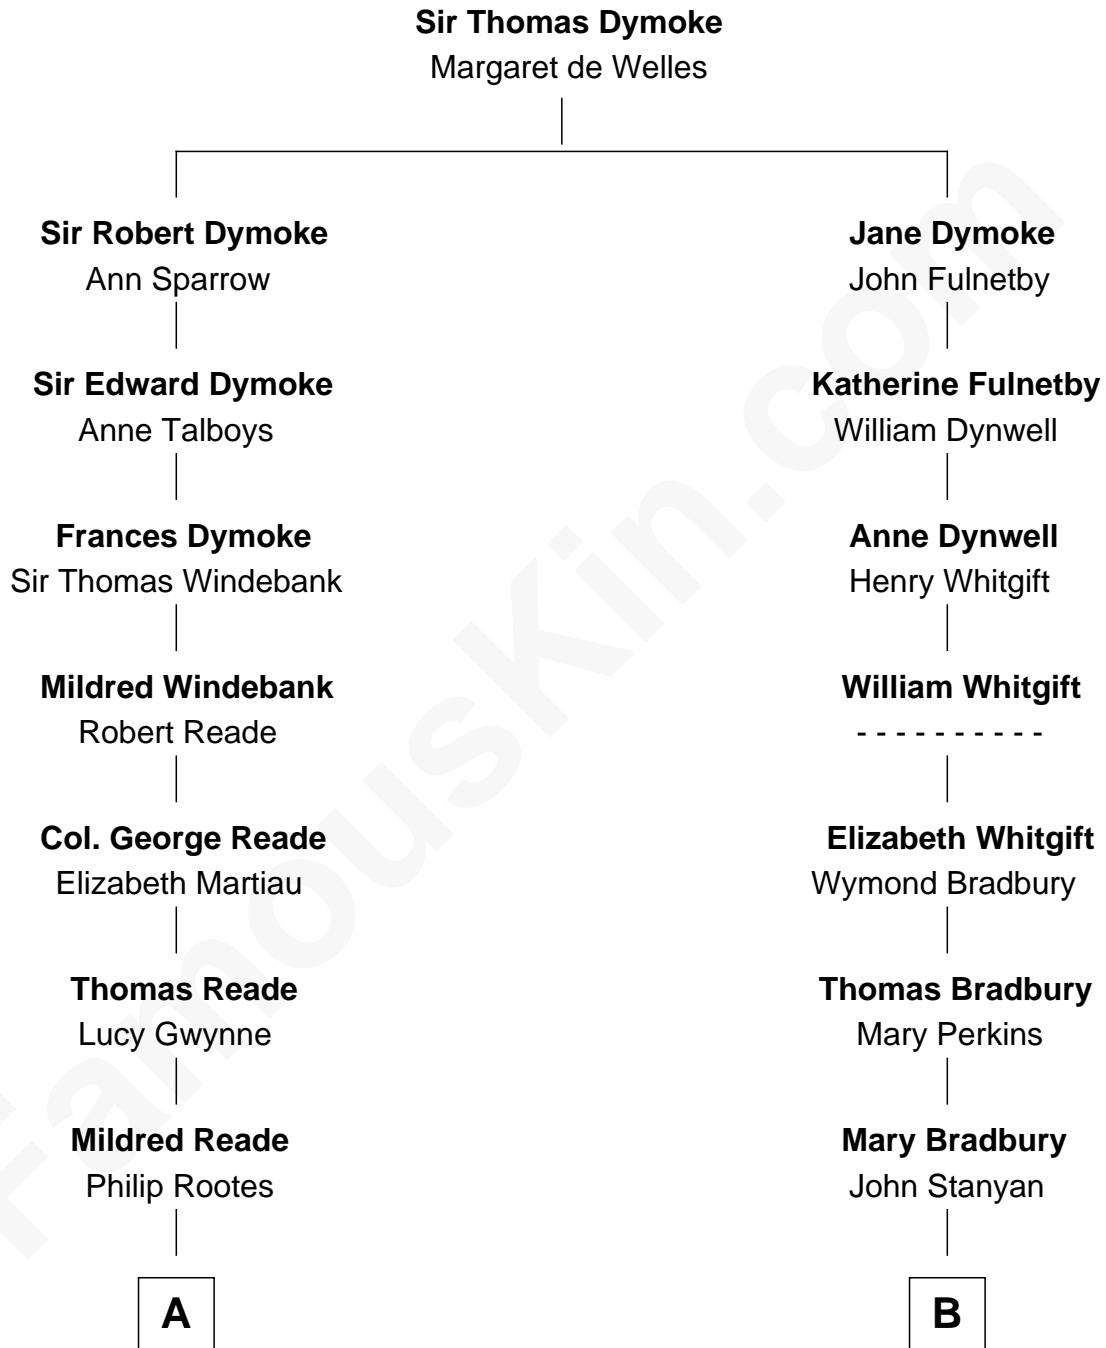 Sir Thomas Dymoke
Margaret de Welles
Sir Robert Dymoke
Ann Sparrow
Sir Edward Dymoke
Anne Talboys
Frances Dymoke
Sir Thomas Windebank
Mildred Windebank
Robert Reade
Col. George Reade
Elizabeth Martiau
Thomas Reade
Lucy Gwynne
Mildred Reade
Philip Rootes
A
Jane Dymoke
John Fulnetby
Katherine Fulnetby
William Dynwell
Anne Dynwell
Henry Whitgift
William Whitgift
- - - - - - - - - -
Elizabeth Whitgift
Wymond Bradbury
Thomas Bradbury
Mary Perkins
Mary Bradbury
John Stanyan
B
FamousKin.com